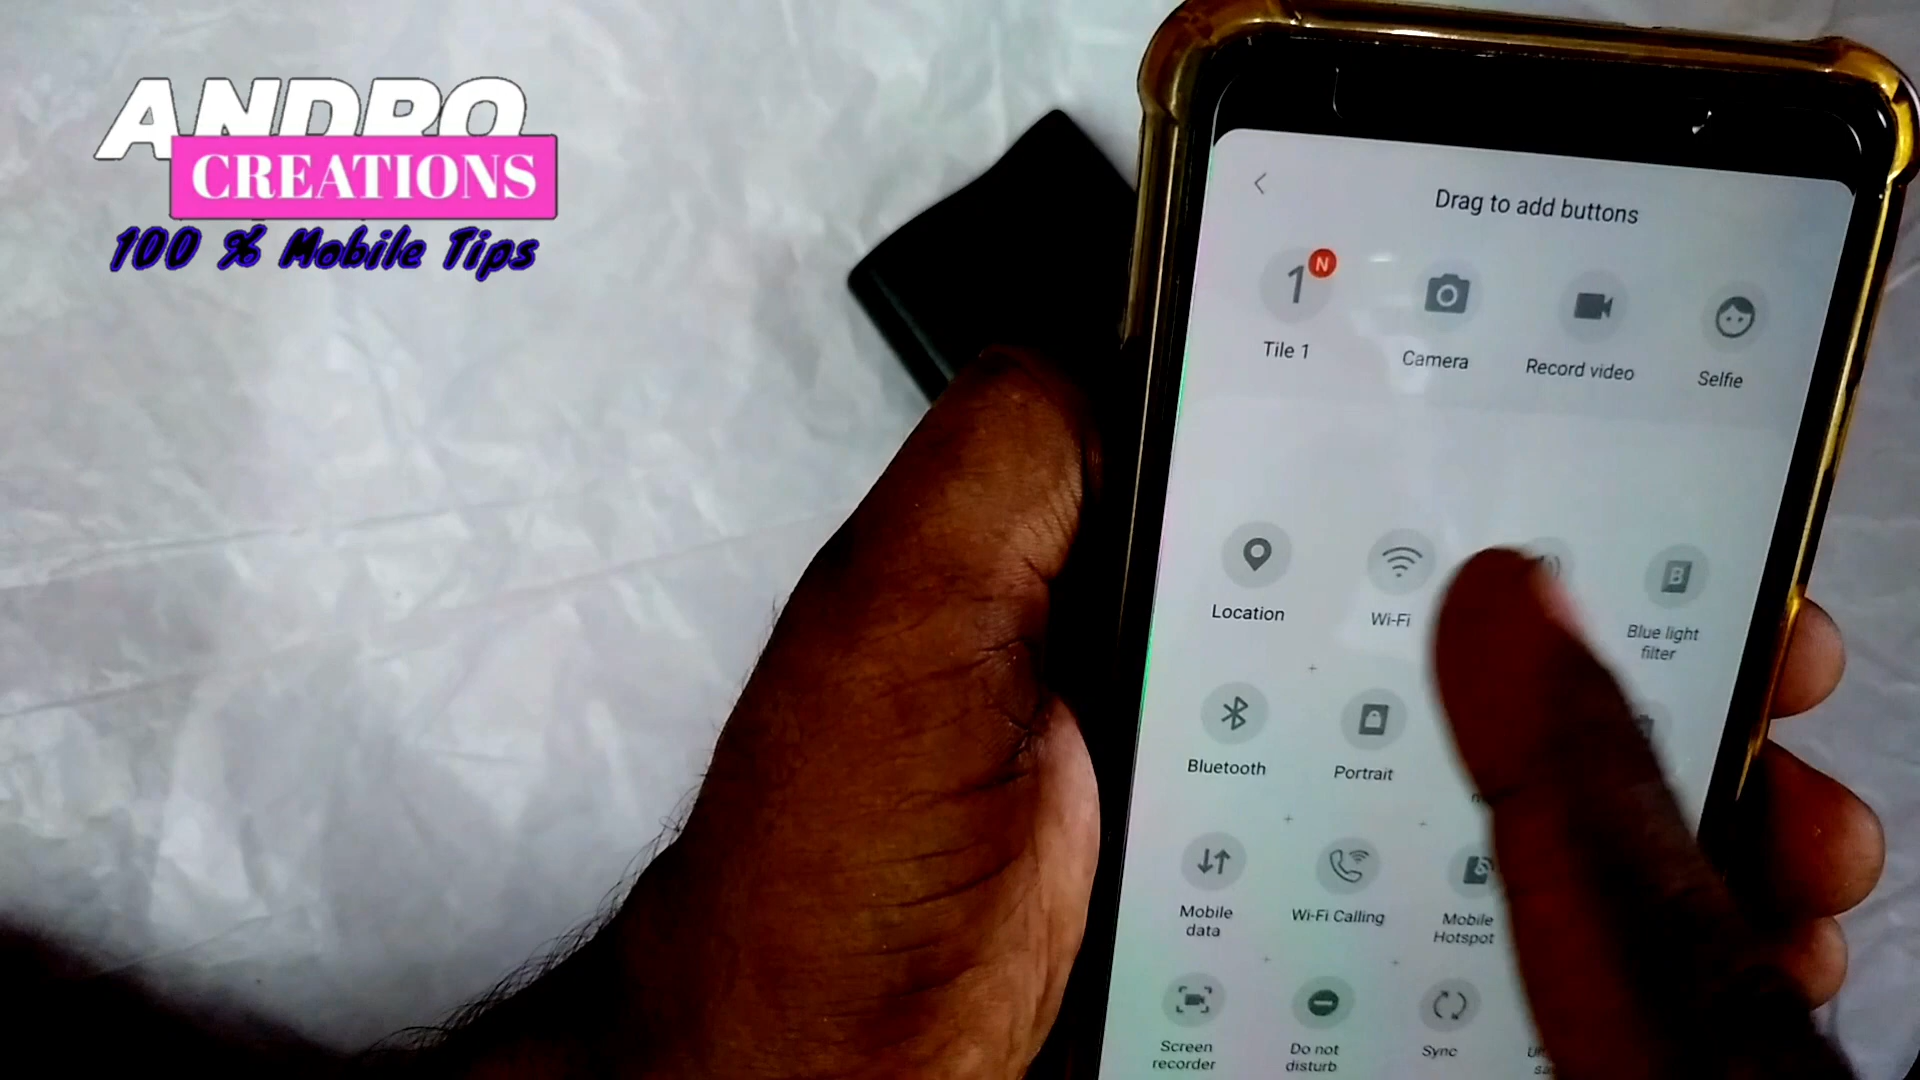 ANDRO
CREATIONS
100 % Mobile Tips
Drag to add buttons
1 N
Tile 1
Camera
Record video
Selfie
Location
Wi-Fi
B
Blue light
filter
Bluetooth
Portrait
Mobile
data
Wi-Fi Calling
Mobile
Hotspot
Screen
recorder
Do not
disturb
Sync